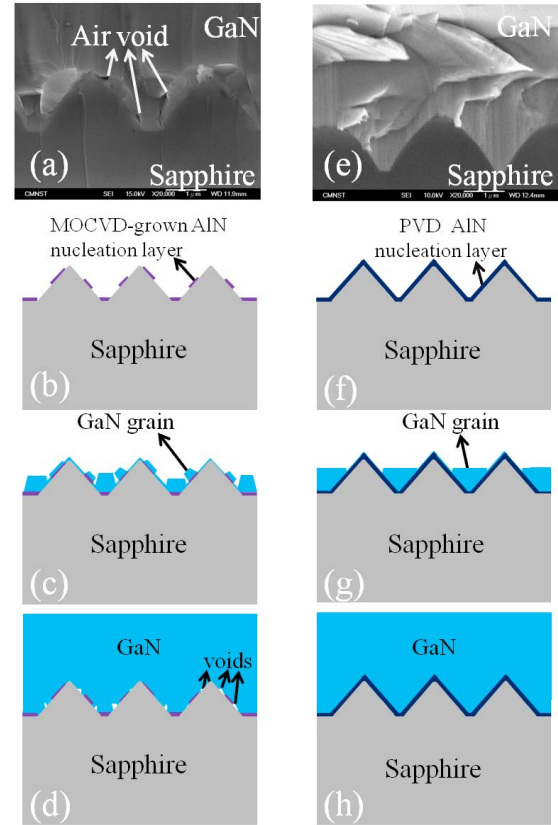 GaN
Air void
(a)
Sapphire
CMNST SEI 15.0kV X20,000 1μm WD 11.9mm
GaN
(e)
Sapphire
CMNST SEI 10.0kV X20,000 1μm WD 12.4mm
MOCVD-grown AlN
nucleation layer
Sapphire
(b)
PVD AlN
nucleation layer
Sapphire
(f)
GaN grain
Sapphire
(c)
GaN grain
Sapphire
(g)
GaN
voids
Sapphire
(d)
GaN
Sapphire
(h)